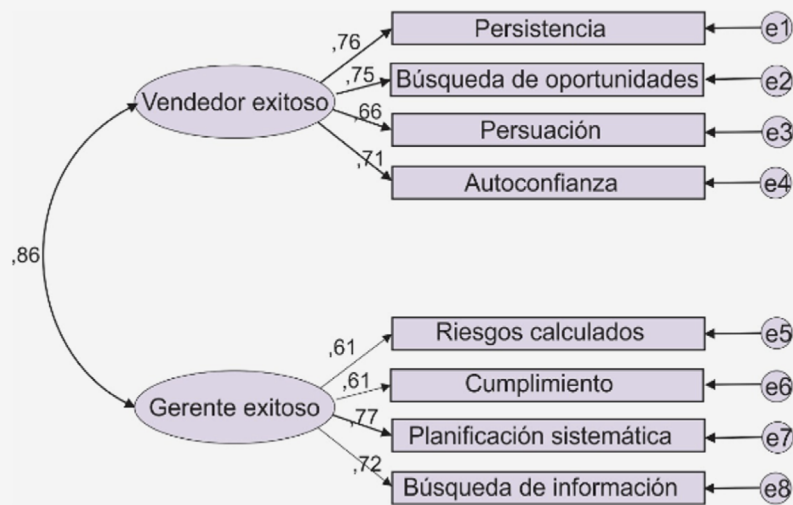 ,76
Persistencia
e1
Vendedor exitoso
,75
Búsqueda de oportunidades
e2
,66
Persuación
e3
,71
Autoconfianza
e4
,86
,61
Riesgos calculados
e5
Gerente exitoso
,61
Cumplimiento
e6
,77
Planificación sistemática
e7
,72
Búsqueda de información
e8